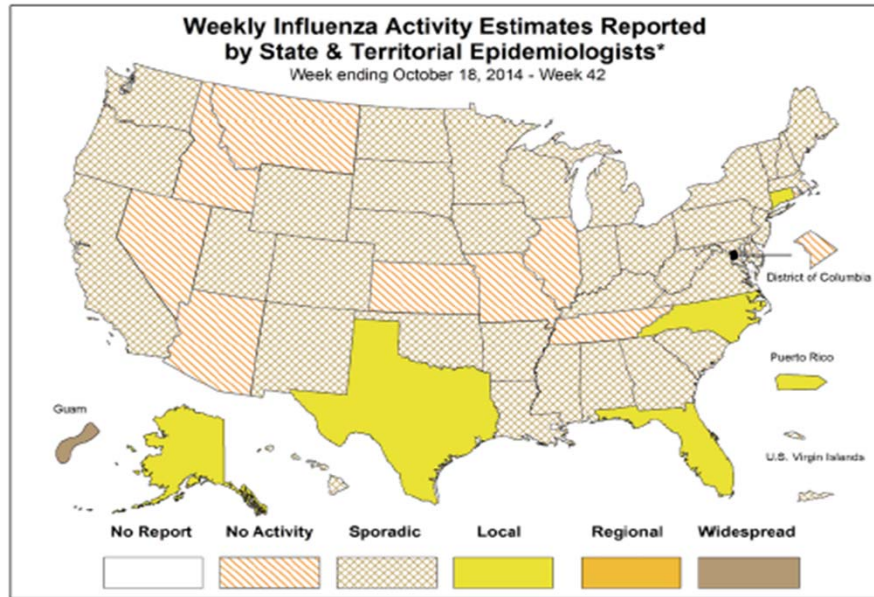 Weekly Influenza Activity Estimates Reported
by State & Territorial Epidemiologists*
Week ending October 18, 2014 - Week 42
District of Columbia
Puerto Rico
Guam
U.S. Virgin Islands
No Report No Activity Sporadic Local Regional Widespread